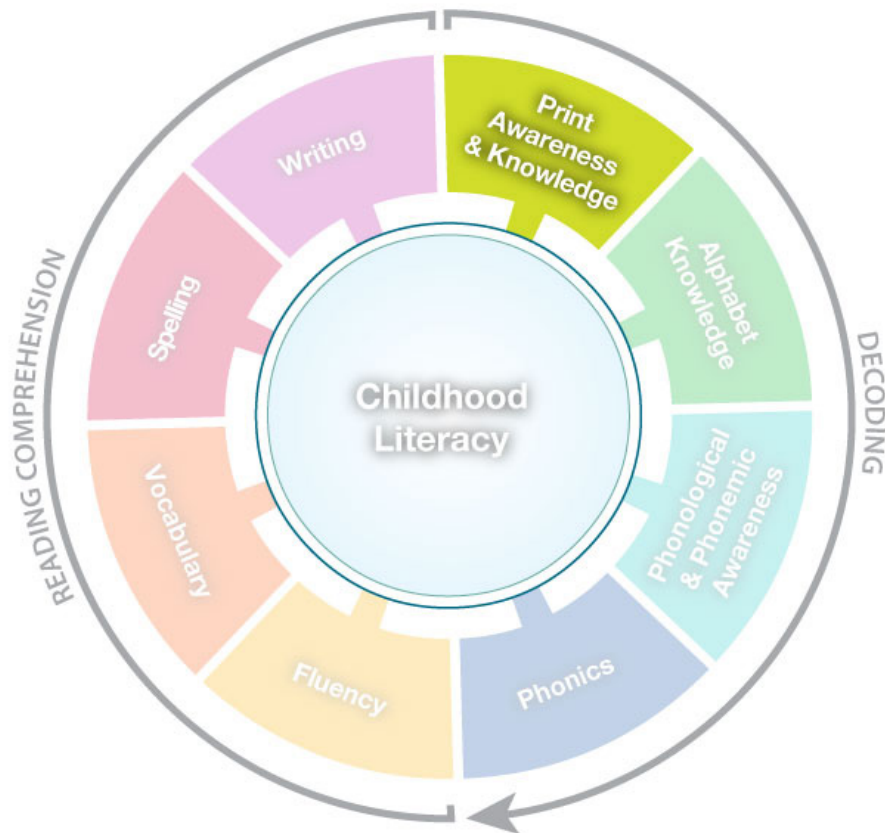 Print
Awareness
& Knowledge
Alphabet
Knowledge
Phonological
& Phonemic
Awareness
Phonics
Fluency
Vocabulary
Spelling
Writing
Childhood
Literacy
DECODING
READING COMPREHENSION